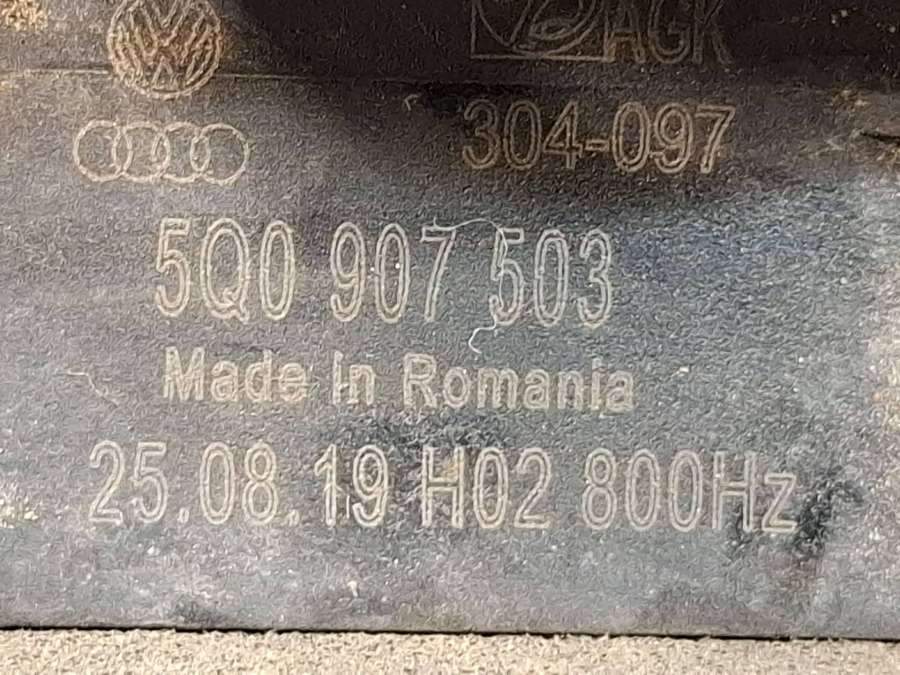 AGK
304-097
5Q0 907 503
Made in Romania
25.08.19 H02 800Hz